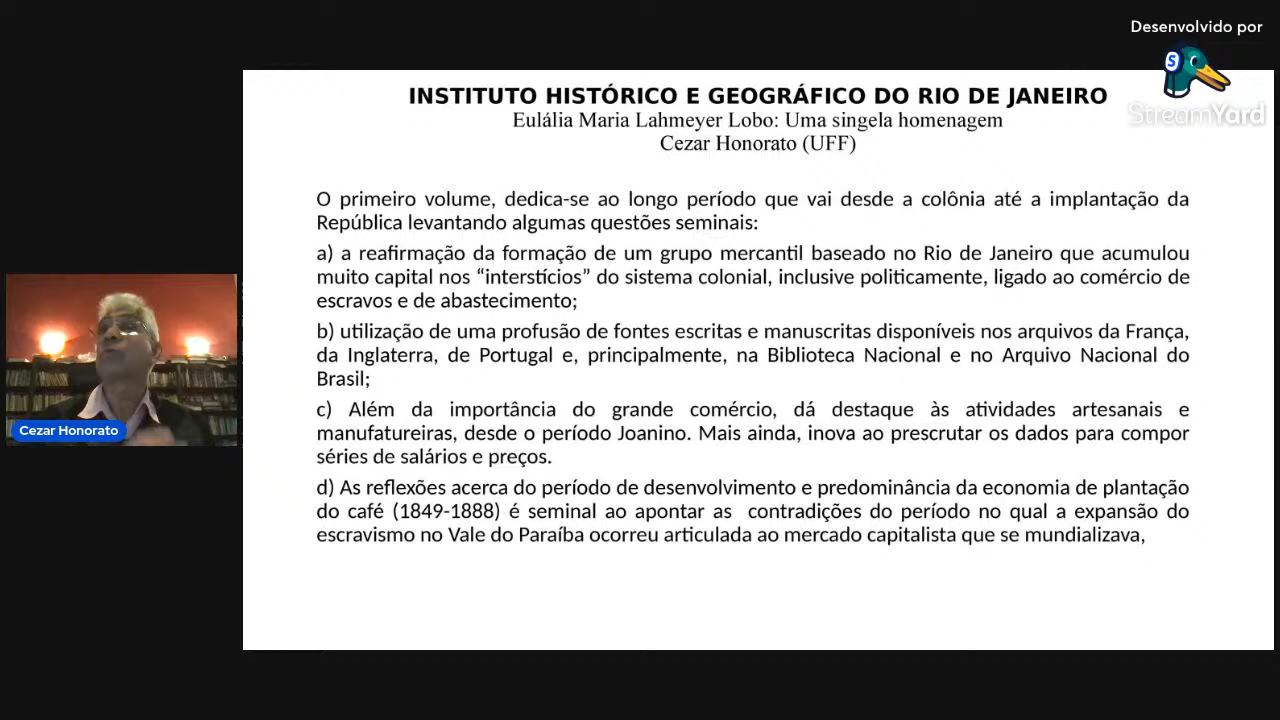 Desenvolvido por
S
StreamYard
INSTITUTO HISTÓRICO E GEOGRÁFICO DO RIO DE JANEIRO
Eulália Maria Lahmeyer Lobo: Uma singela homenagem
Cezar Honorato (UFF)
O primeiro volume, dedica-se ao longo período que vai desde a colônia até a implantação da
República levantando algumas questões seminais:
a) a reafirmação da formação de um grupo mercantil baseado no Rio de Janeiro que acumulou
muito capital nos “interstícios” do sistema colonial, inclusive politicamente, ligado ao comércio de
escravos e de abastecimento;
b) utilização de uma profusão de fontes escritas e manuscritas disponíveis nos arquivos da França,
da Inglaterra, de Portugal e, principalmente, na Biblioteca Nacional e no Arquivo Nacional do
Brasil;
c) Além da importância do grande comércio, dá destaque às atividades artesanais e
manufatureiras, desde o período Joanino. Mais ainda, inova ao prescrutar os dados para compor
séries de salários e preços.
d) As reflexões acerca do período de desenvolvimento e predominância da economia de plantação
do café (1849-1888) é seminal ao apontar as contradições do período no qual a expansão do
escravismo no Vale do Paraíba ocorreu articulada ao mercado capitalista que se mundializava,
Cezar Honorato